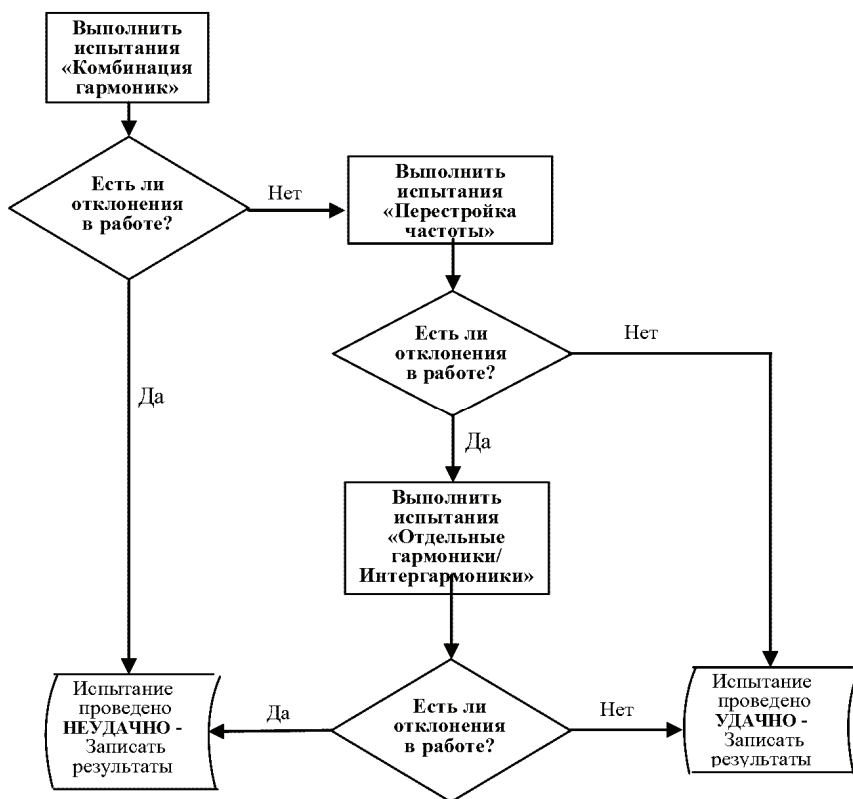 Выполнить
испытания
«Комбинация
гармоник»
Есть ли
отклонения
в работе?
Нет
Выполнить
испытания
«Перестройка
частоты»
Есть ли
отклонения
в работе?
Нет
Да
Да
Выполнить
испытания
«Отдельные
гармоники/
Интергармоники»
Испытание
проведено
НЕУДАЧНО -
Записать
результаты
Да
Есть ли
отклонения
в работе?
Нет
Испытание
проведено
УДАЧНО -
Записать
результаты